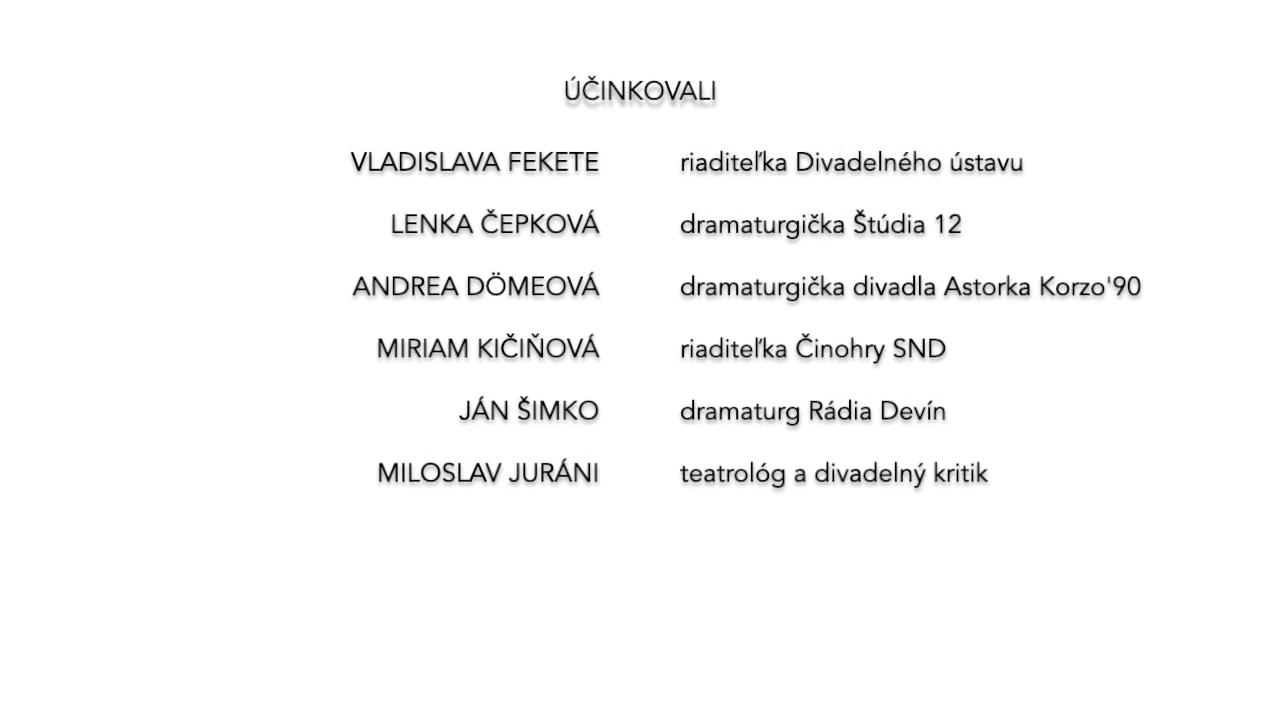 ÚČINKOVALI
VLADISLAVA FEKETE riaditeľka Divadelného ústavu
LENKA ČEPKOVÁ dramaturgička Štúdia 12
ANDREA DÖMEOVÁ dramaturgička divadla Astorka Korzo'90
MIRIAM KIČIŇOVÁ riaditeľka Činohry SND
JÁN ŠIMKO dramaturg Rádia Devín
MILOSLAV JURÁNI teatrológ a divadelný kritik